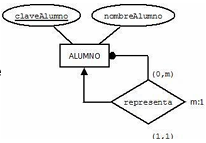 claveAlumno nombreAlumno
ALUMNO
(0,m)
representa m:1
(1,1)